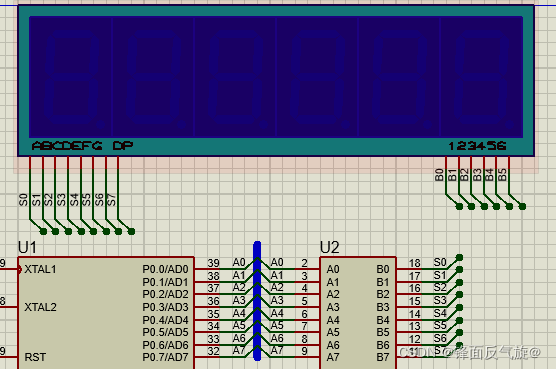 ABCDEFG DP
123456
S0
S1
S2
S3
S4
S5
S6
S7
B0
B1
B2
B3
B4
B5
U1
U2
9 XTAL1 P0.0/AD0 39 A0 A0 2 A0 B0 18 S0
P0.1/AD1 38 A1 A1 3 A1 B1 17 S1
P0.2/AD2 37 A2 A2 4 A2 B2 16 S2
8 XTAL2 P0.3/AD3 36 A3 A3 5 A3 B3 15 S3
P0.4/AD4 35 A4 A4 6 A4 B4 14 S4
P0.5/AD5 34 A5 A5 7 A5 B5 13 S5
P0.6/AD6 33 A6 A6 8 A6 B6 12 S6
9 RST P0.7/AD7 32 A7 A7 9 A7 B7 11 S7
CSDN @锋面反气旋@